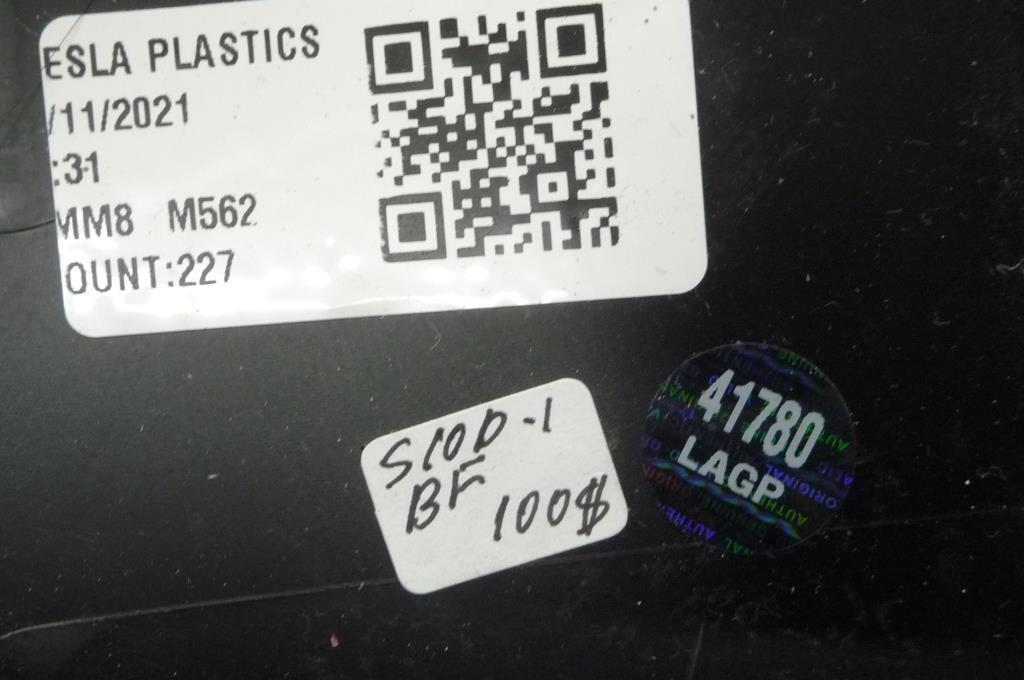 ESLA PLASTICS
/11/2021
:31
MM8 M562
OUNT:227
S10D-1
BF
100$
41780
LAGP